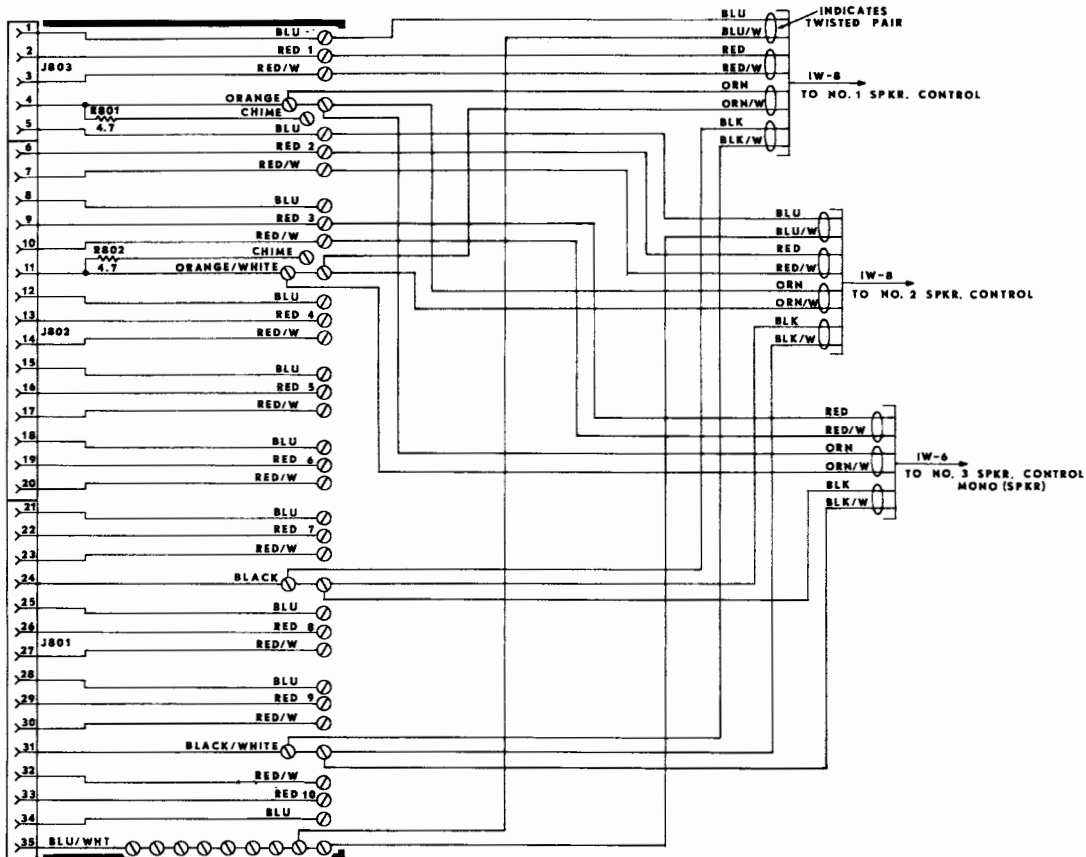 INDICATES
TWISTED PAIR
1
BLU
BLU
BLU/W
2
RED 1
RED
J803
3
RED/W
RED/W
IW-8
TO NO. 1 SPKR. CONTROL
4
ORANGE
ORN
R801
4.7
CHIME
ORN/W
5
BLU
BLK
6
RED 2
BLK/W
7
RED/W
8
BLU
BLU
9
RED 3
BLU/W
10
RED/W
RED
R802
4.7
CHIME
11
ORANGE/WHITE
RED/W
IW-8
TO NO. 2 SPKR. CONTROL
12
BLU
ORN
ORN/W
13
RED 4
BLK
J802
14
RED/W
BLK/W
15
BLU
16
RED 5
17
RED/W
RED
RED/W
18
BLU
ORN
19
RED 6
ORN/W
IW-6
TO NO. 3 SPKR. CONTROL
MONO (SPKR)
20
RED/W
BLK
BLK/W
21
BLU
22
RED 7
23
RED/W
24
BLACK
25
BLU
26
RED 8
J801
27
RED/W
28
BLU
29
RED 9
30
RED/W
31
BLACK/WHITE
32
RED/W
33
RED 10
34
BLU
35
BLU/WHT